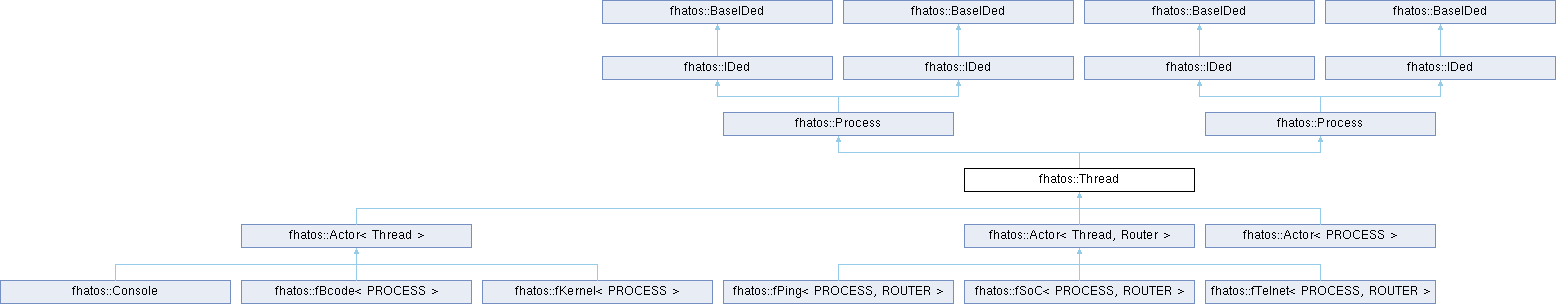 fhatos::BaseIDed
fhatos::BaseIDed
fhatos::BaseIDed
fhatos::BaseIDed
fhatos::IDed
fhatos::IDed
fhatos::IDed
fhatos::IDed
fhatos::Process
fhatos::Process
fhatos::Thread
fhatos::Actor< Thread >
fhatos::Actor< Thread, Router >
fhatos::Actor< PROCESS >
fhatos::Console
fhatos::fBcode< PROCESS >
fhatos::fKernel< PROCESS >
fhatos::fPing< PROCESS, ROUTER >
fhatos::fSoC< PROCESS, ROUTER >
fhatos::fTelnet< PROCESS, ROUTER >